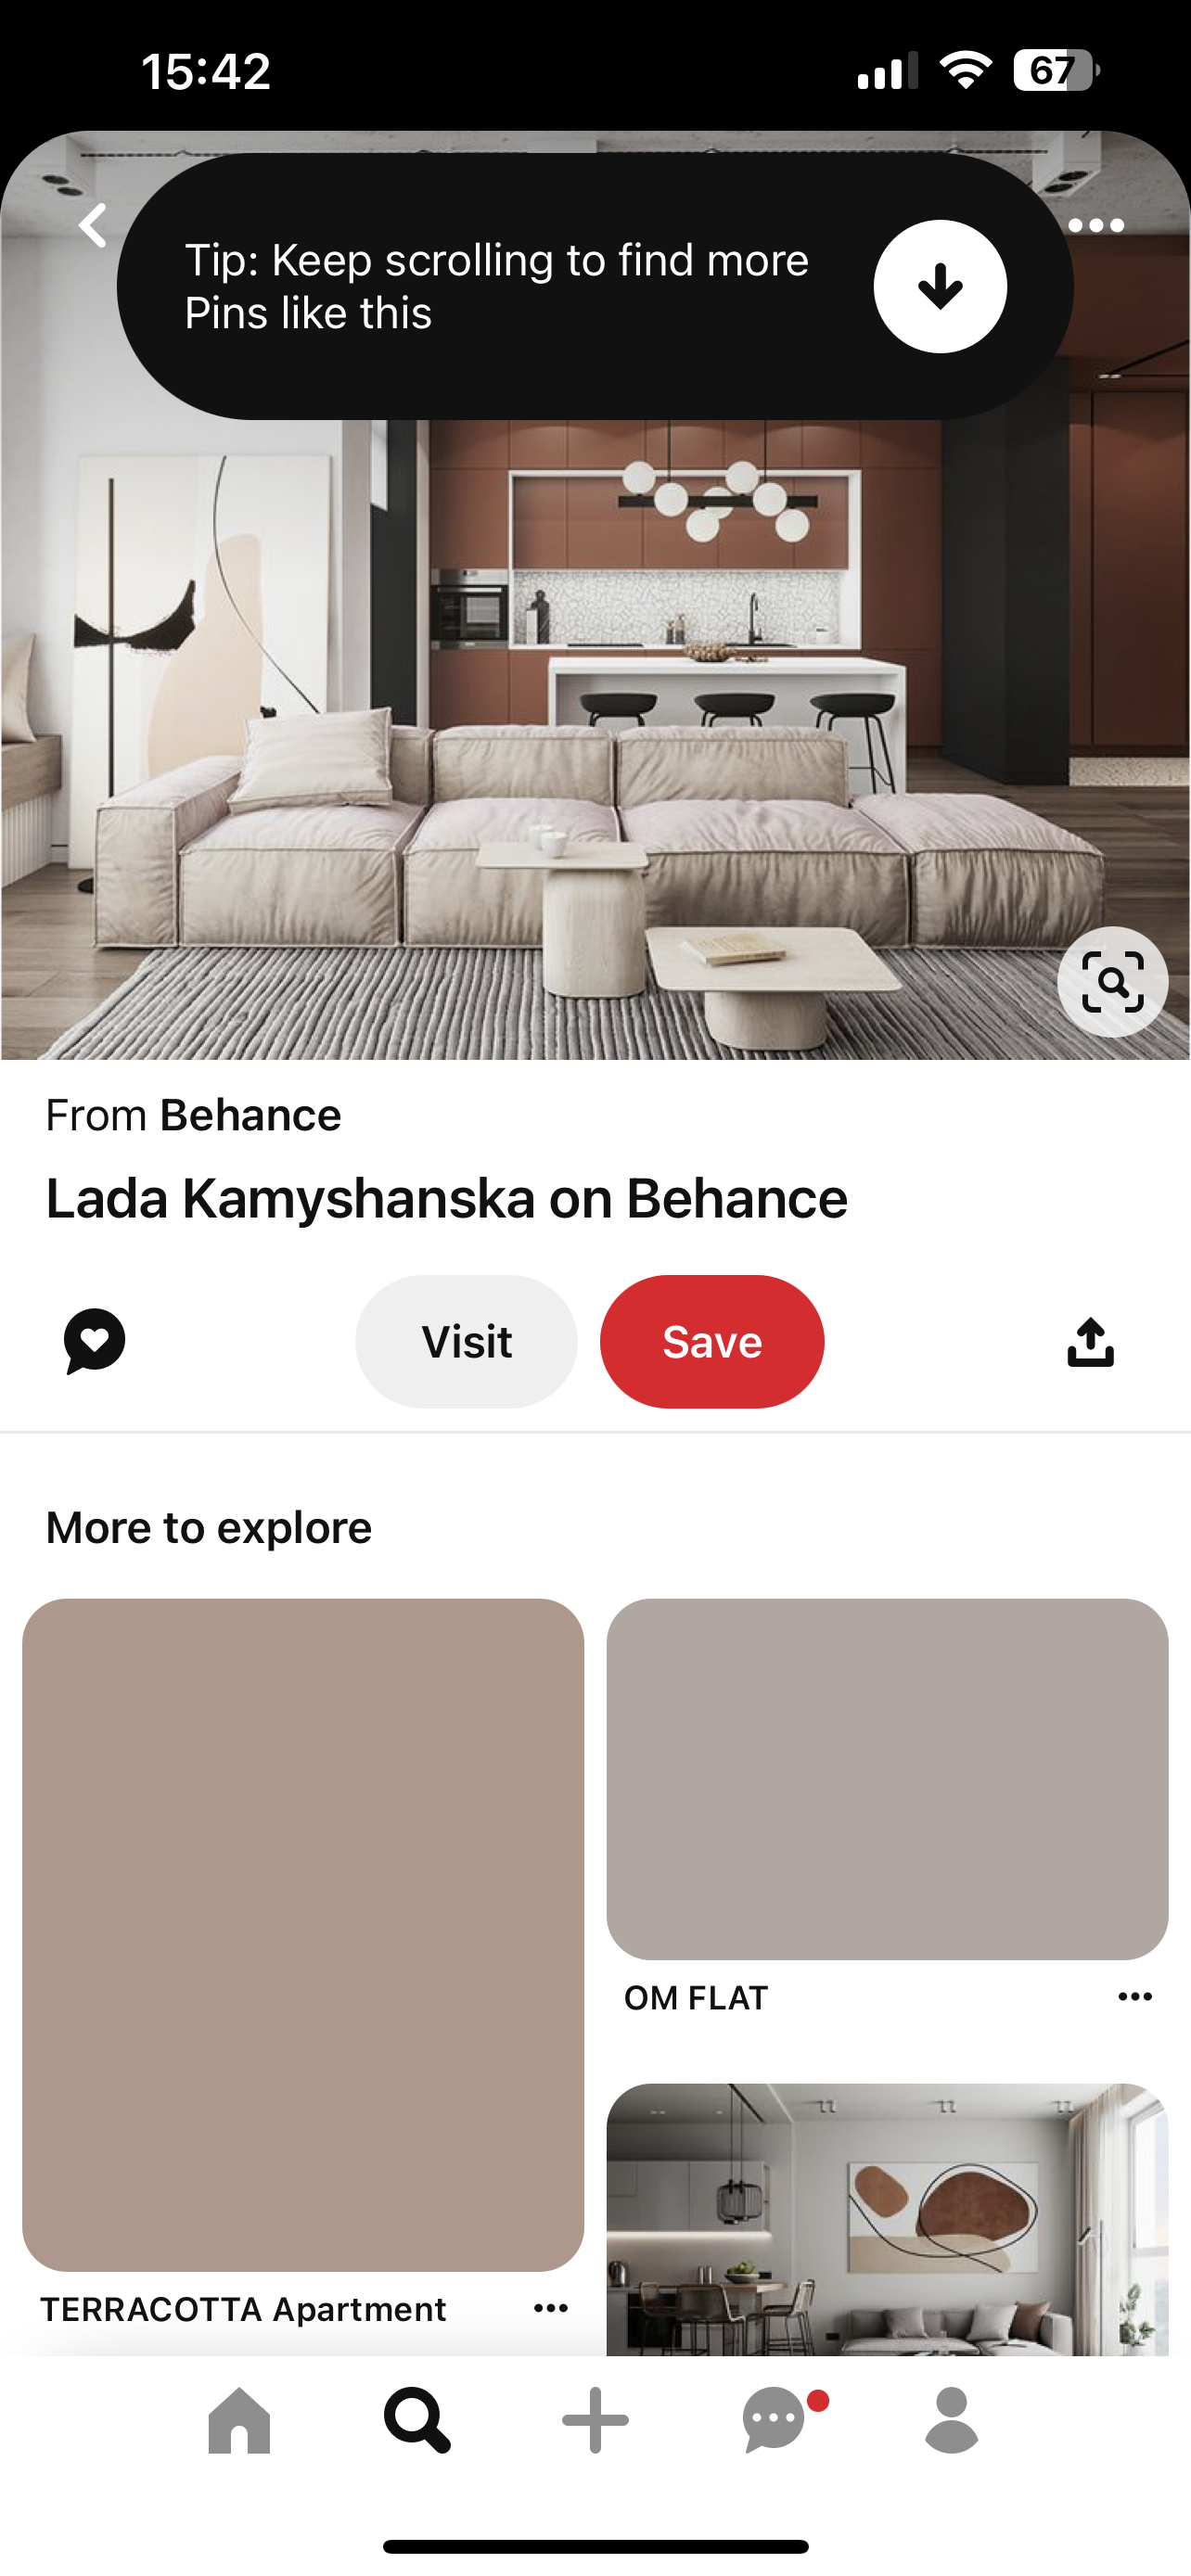 15:42
67
Tip: Keep scrolling to find more
Pins like this
From Behance
Lada Kamyshanska on Behance
Visit
Save
More to explore
OM FLAT
TERRACOTTA Apartment